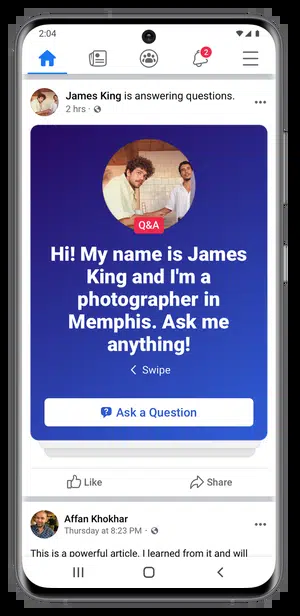 2:04
2
James King is answering questions.
2 hrs ·
Q&A
Hi! My name is James
King and I'm a
photographer in
Memphis. Ask me
anything!
Swipe
Ask a Question
Like
Share
Affan Khokhar
Thursday at 8:23 PM ·
This is a powerful article. I learned from it and will